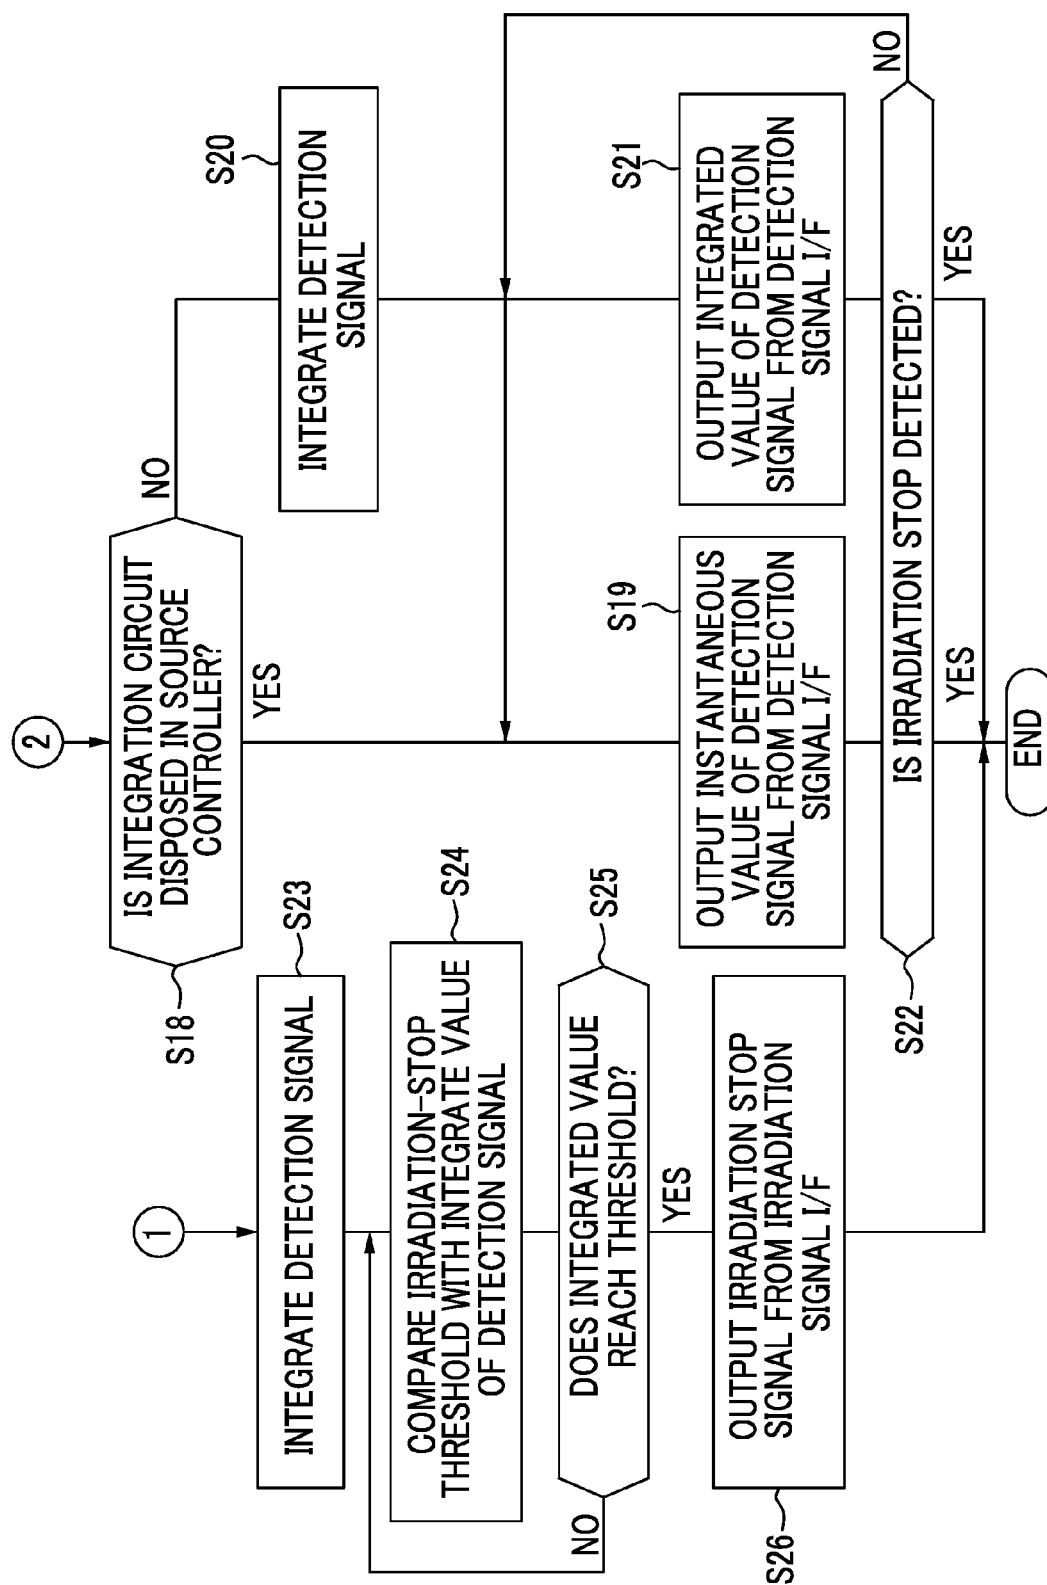 1
INTEGRATE DETECTION SIGNAL
S23
COMPARE IRRADIATION-STOP
THRESHOLD WITH INTEGRATE VALUE
OF DETECTION SIGNAL
S24
DOES INTEGRATED VALUE
REACH THRESHOLD?
S25
NO
YES
OUTPUT IRRADIATION STOP
SIGNAL FROM IRRADIATION
SIGNAL I/F
S26
2
IS INTEGRATION CIRCUIT
DISPOSED IN SOURCE
CONTROLLER?
S18
NO
YES
INTEGRATE DETECTION
SIGNAL
S20
OUTPUT INSTANTANEOUS
VALUE OF DETECTION
SIGNAL FROM DETECTION
SIGNAL I/F
S19
OUTPUT INTEGRATED
VALUE OF DETECTION
SIGNAL FROM DETECTION
SIGNAL I/F
S21
IS IRRADIATION STOP DETECTED?
S22
NO
YES
YES
END